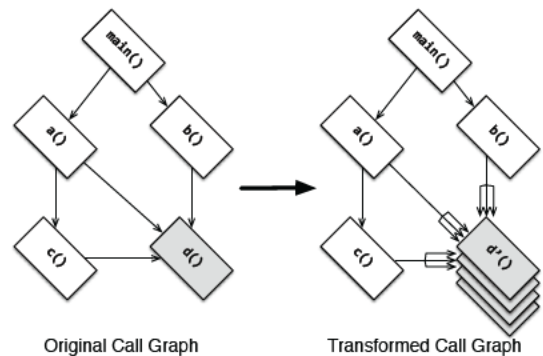 main()
main()
a()
b()
a()
b()
c()
d()
c()
d'()
Original Call Graph
Transformed Call Graph